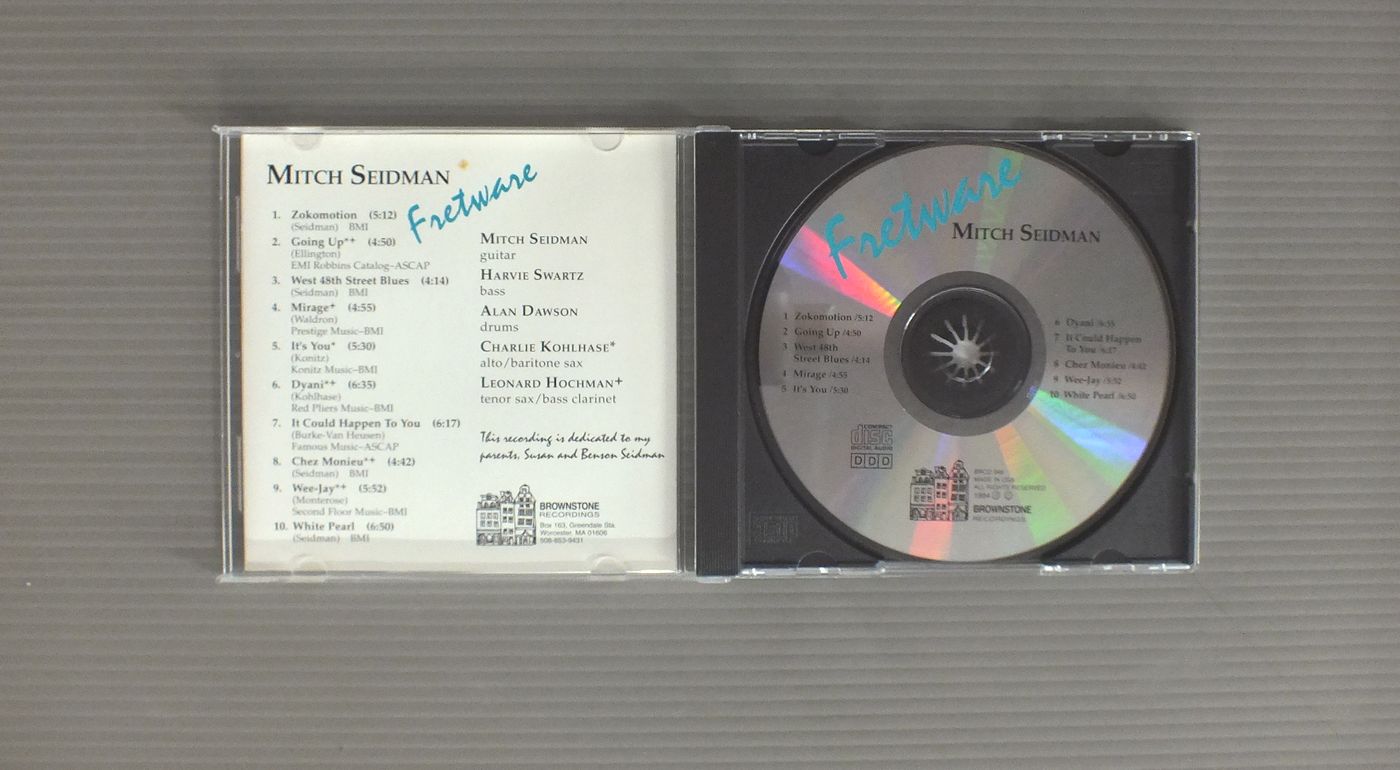 MITCH SEIDMAN
Fretware
1. Zokomotion (5:12)
(Seidman) BMI
2. Going Up*+ (4:50)
(Ellington)
EMI Robbins Catalog–ASCAP
3. West 48th Street Blues (4:14)
(Seidman) BMI
4. Mirage+ (4:55)
(Waldron)
Prestige Music–BMI
5. It's You* (5:30)
(Konitz)
Konitz Music–BMI
6. Dyani*+ (6:35)
(Kohlhase)
Red Pliers Music–BMI
7. It Could Happen To You (6:17)
(Burke-Van Heusen)
Famous Music–ASCAP
8. Chez Monieu*+ (4:42)
(Seidman) BMI
9. Wee-Jay*+ (5:52)
(Monterose)
Second Floor Music–BMI
10. White Pearl (6:50)
(Seidman) BMI
MITCH SEIDMAN
guitar
HARVIE SWARTZ
bass
ALAN DAWSON
drums
CHARLIE KOHLHASE*
alto/baritone sax
LEONARD HOCHMAN+
tenor sax/bass clarinet
This recording is dedicated to my
parents, Susan and Benson Seidman
BROWNSTONE
RECORDINGS
Box 163, Greendale Sta.
Worcester, MA 01606
508-853-9431
Fretware
MITCH SEIDMAN
1 Zokomotion /5:12
2 Going Up /4:50
3 West 48th
Street Blues /4:14
4 Mirage /4:55
5 It's You /5:30
6 Dyani /6:35
7 It Could Happen
To You /6:17
8 Chez Monieu /4:42
9 Wee-Jay /5:52
10 White Pearl /6:50
COMPACT
disc
DIGITAL AUDIO
DDD
MADE IN USA
ALL RIGHTS RESERVED
1994
BROWNSTONE
RECORDINGS